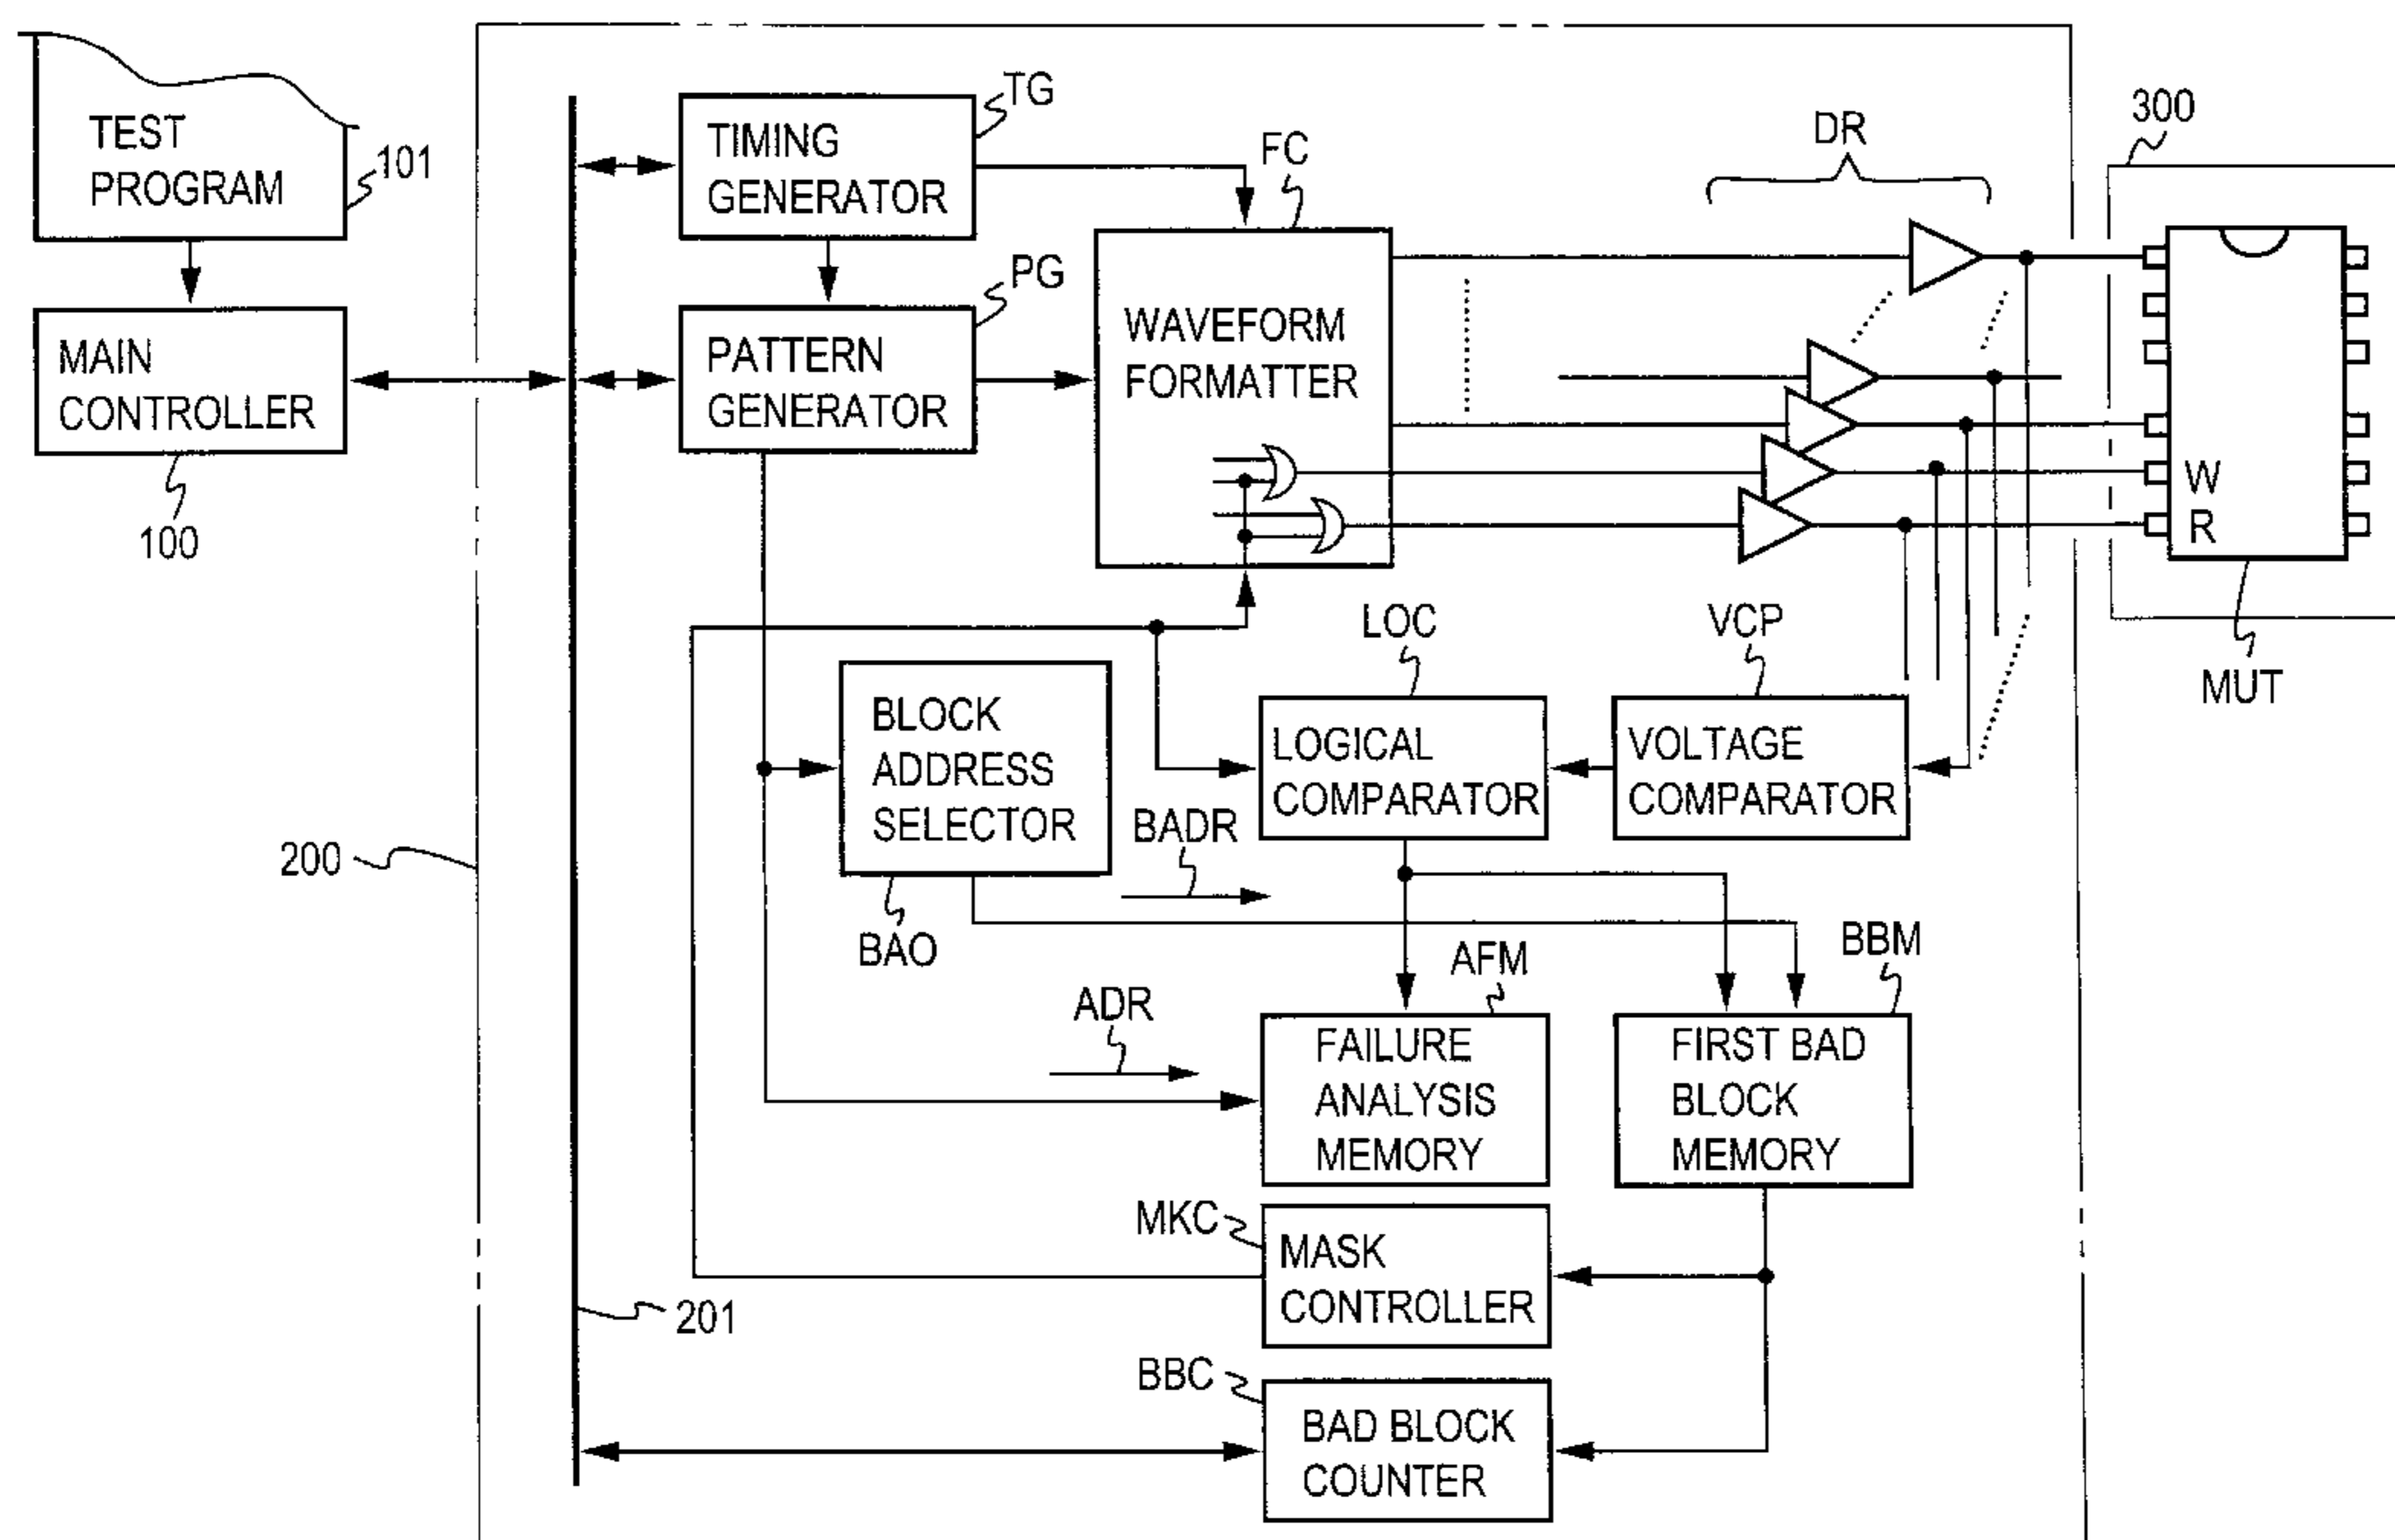 TEST
PROGRAM
101
MAIN
CONTROLLER
100
200
201
TIMING
GENERATOR
TG
PATTERN
GENERATOR
PG
WAVEFORM
FORMATTER
FC
DR
300
W
R
MUT
BLOCK
ADDRESS
SELECTOR
BAO
BADR
LOGICAL
COMPARATOR
LOC
VOLTAGE
COMPARATOR
VCP
ADR
FAILURE
ANALYSIS
MEMORY
AFM
FIRST BAD
BLOCK
MEMORY
BBM
MKC
MASK
CONTROLLER
BBC
BAD BLOCK
COUNTER